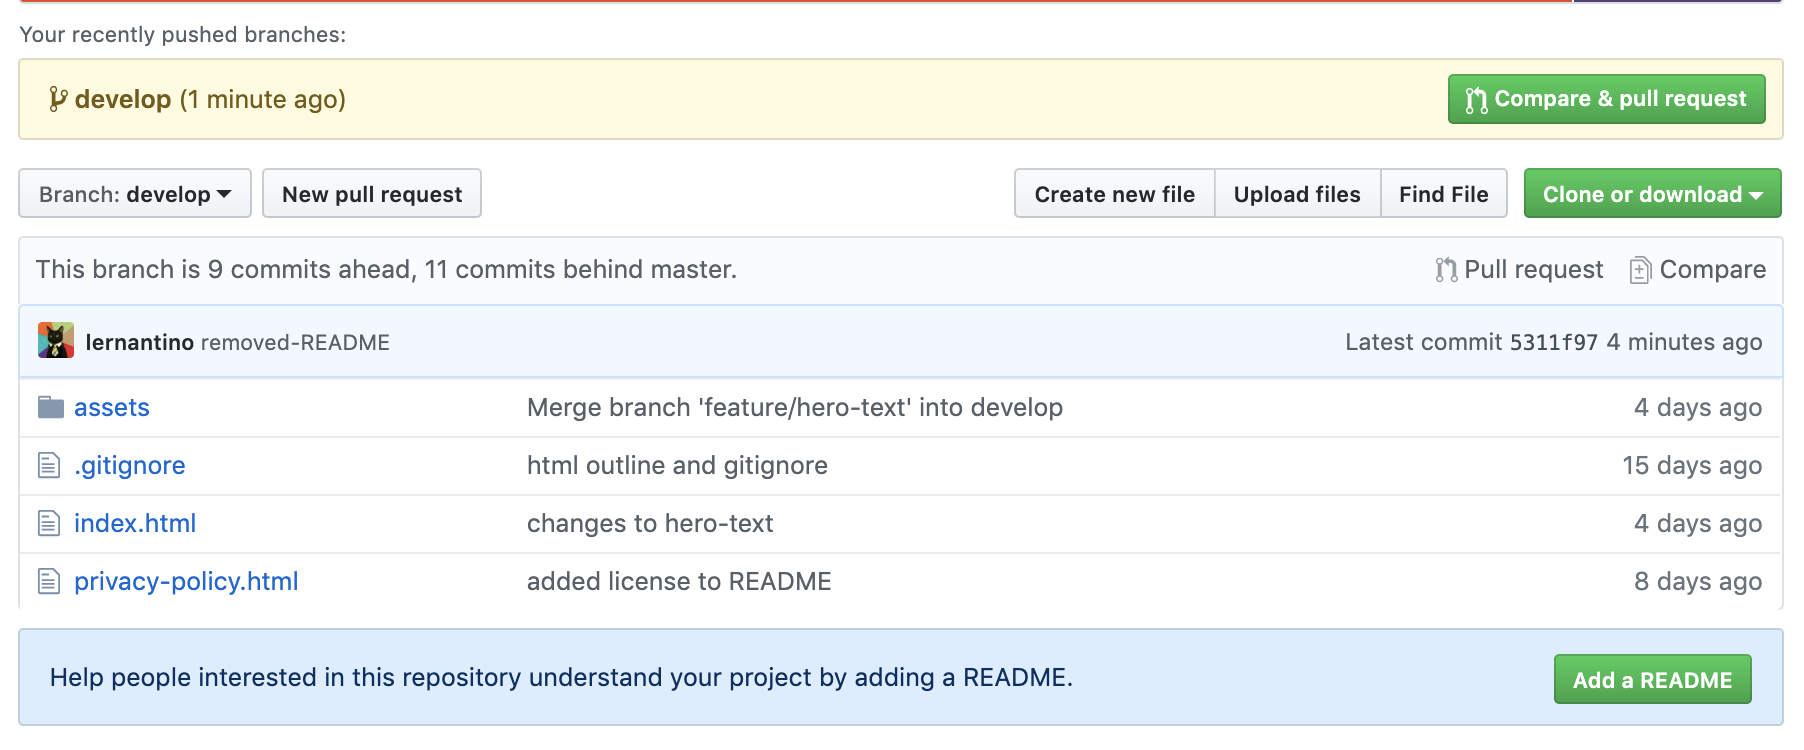 Your recently pushed branches:
develop (1 minute ago)
Compare & pull request
Branch: develop
New pull request
Create new file
Upload files
Find File
Clone or download
This branch is 9 commits ahead, 11 commits behind master.
Pull request
Compare
lernantino removed-README
Latest commit 5311f97 4 minutes ago
assets
Merge branch 'feature/hero-text' into develop
4 days ago
.gitignore
html outline and gitignore
15 days ago
index.html
changes to hero-text
4 days ago
privacy-policy.html
added license to README
8 days ago
Help people interested in this repository understand your project by adding a README.
Add a README